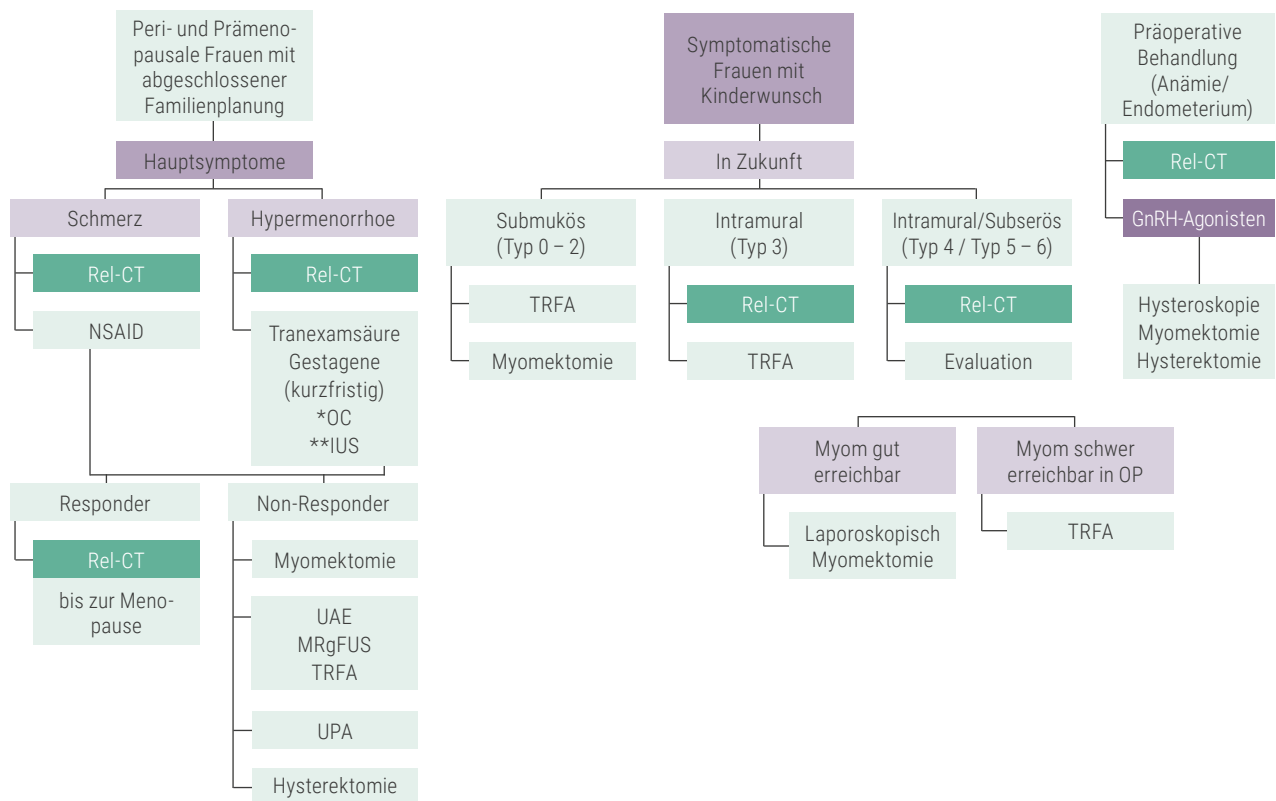 Peri- und Prämeno-
pausale Frauen mit
abgeschlossener
Familienplanung
Hauptsymptome
Schmerz
Rel-CT
NSAID
Hypermenorrhoe
Rel-CT
Tranexamsäure
Gestagene
(kurzfristig)
*OC
**IUS
Responder
Rel-CT
bis zur Meno-
pause
Non-Responder
Myomektomie
UAE
MRgFUS
TRFA
UPA
Hysterektomie
Symptomatische
Frauen mit
Kinderwunsch
In Zukunft
Submukös
(Typ 0 – 2)
TRFA
Myomektomie
Intramural
(Typ 3)
Rel-CT
TRFA
Intramural/Subserös
(Typ 4 / Typ 5 – 6)
Rel-CT
Evaluation
Myom gut
erreichbar
Laporoskopisch
Myomektomie
Myom schwer
erreichbar in OP
TRFA
Präoperative
Behandlung
(Anämie/
Endometerium)
Rel-CT
GnRH-Agonisten
Hysteroskopie
Myomektomie
Hysterektomie